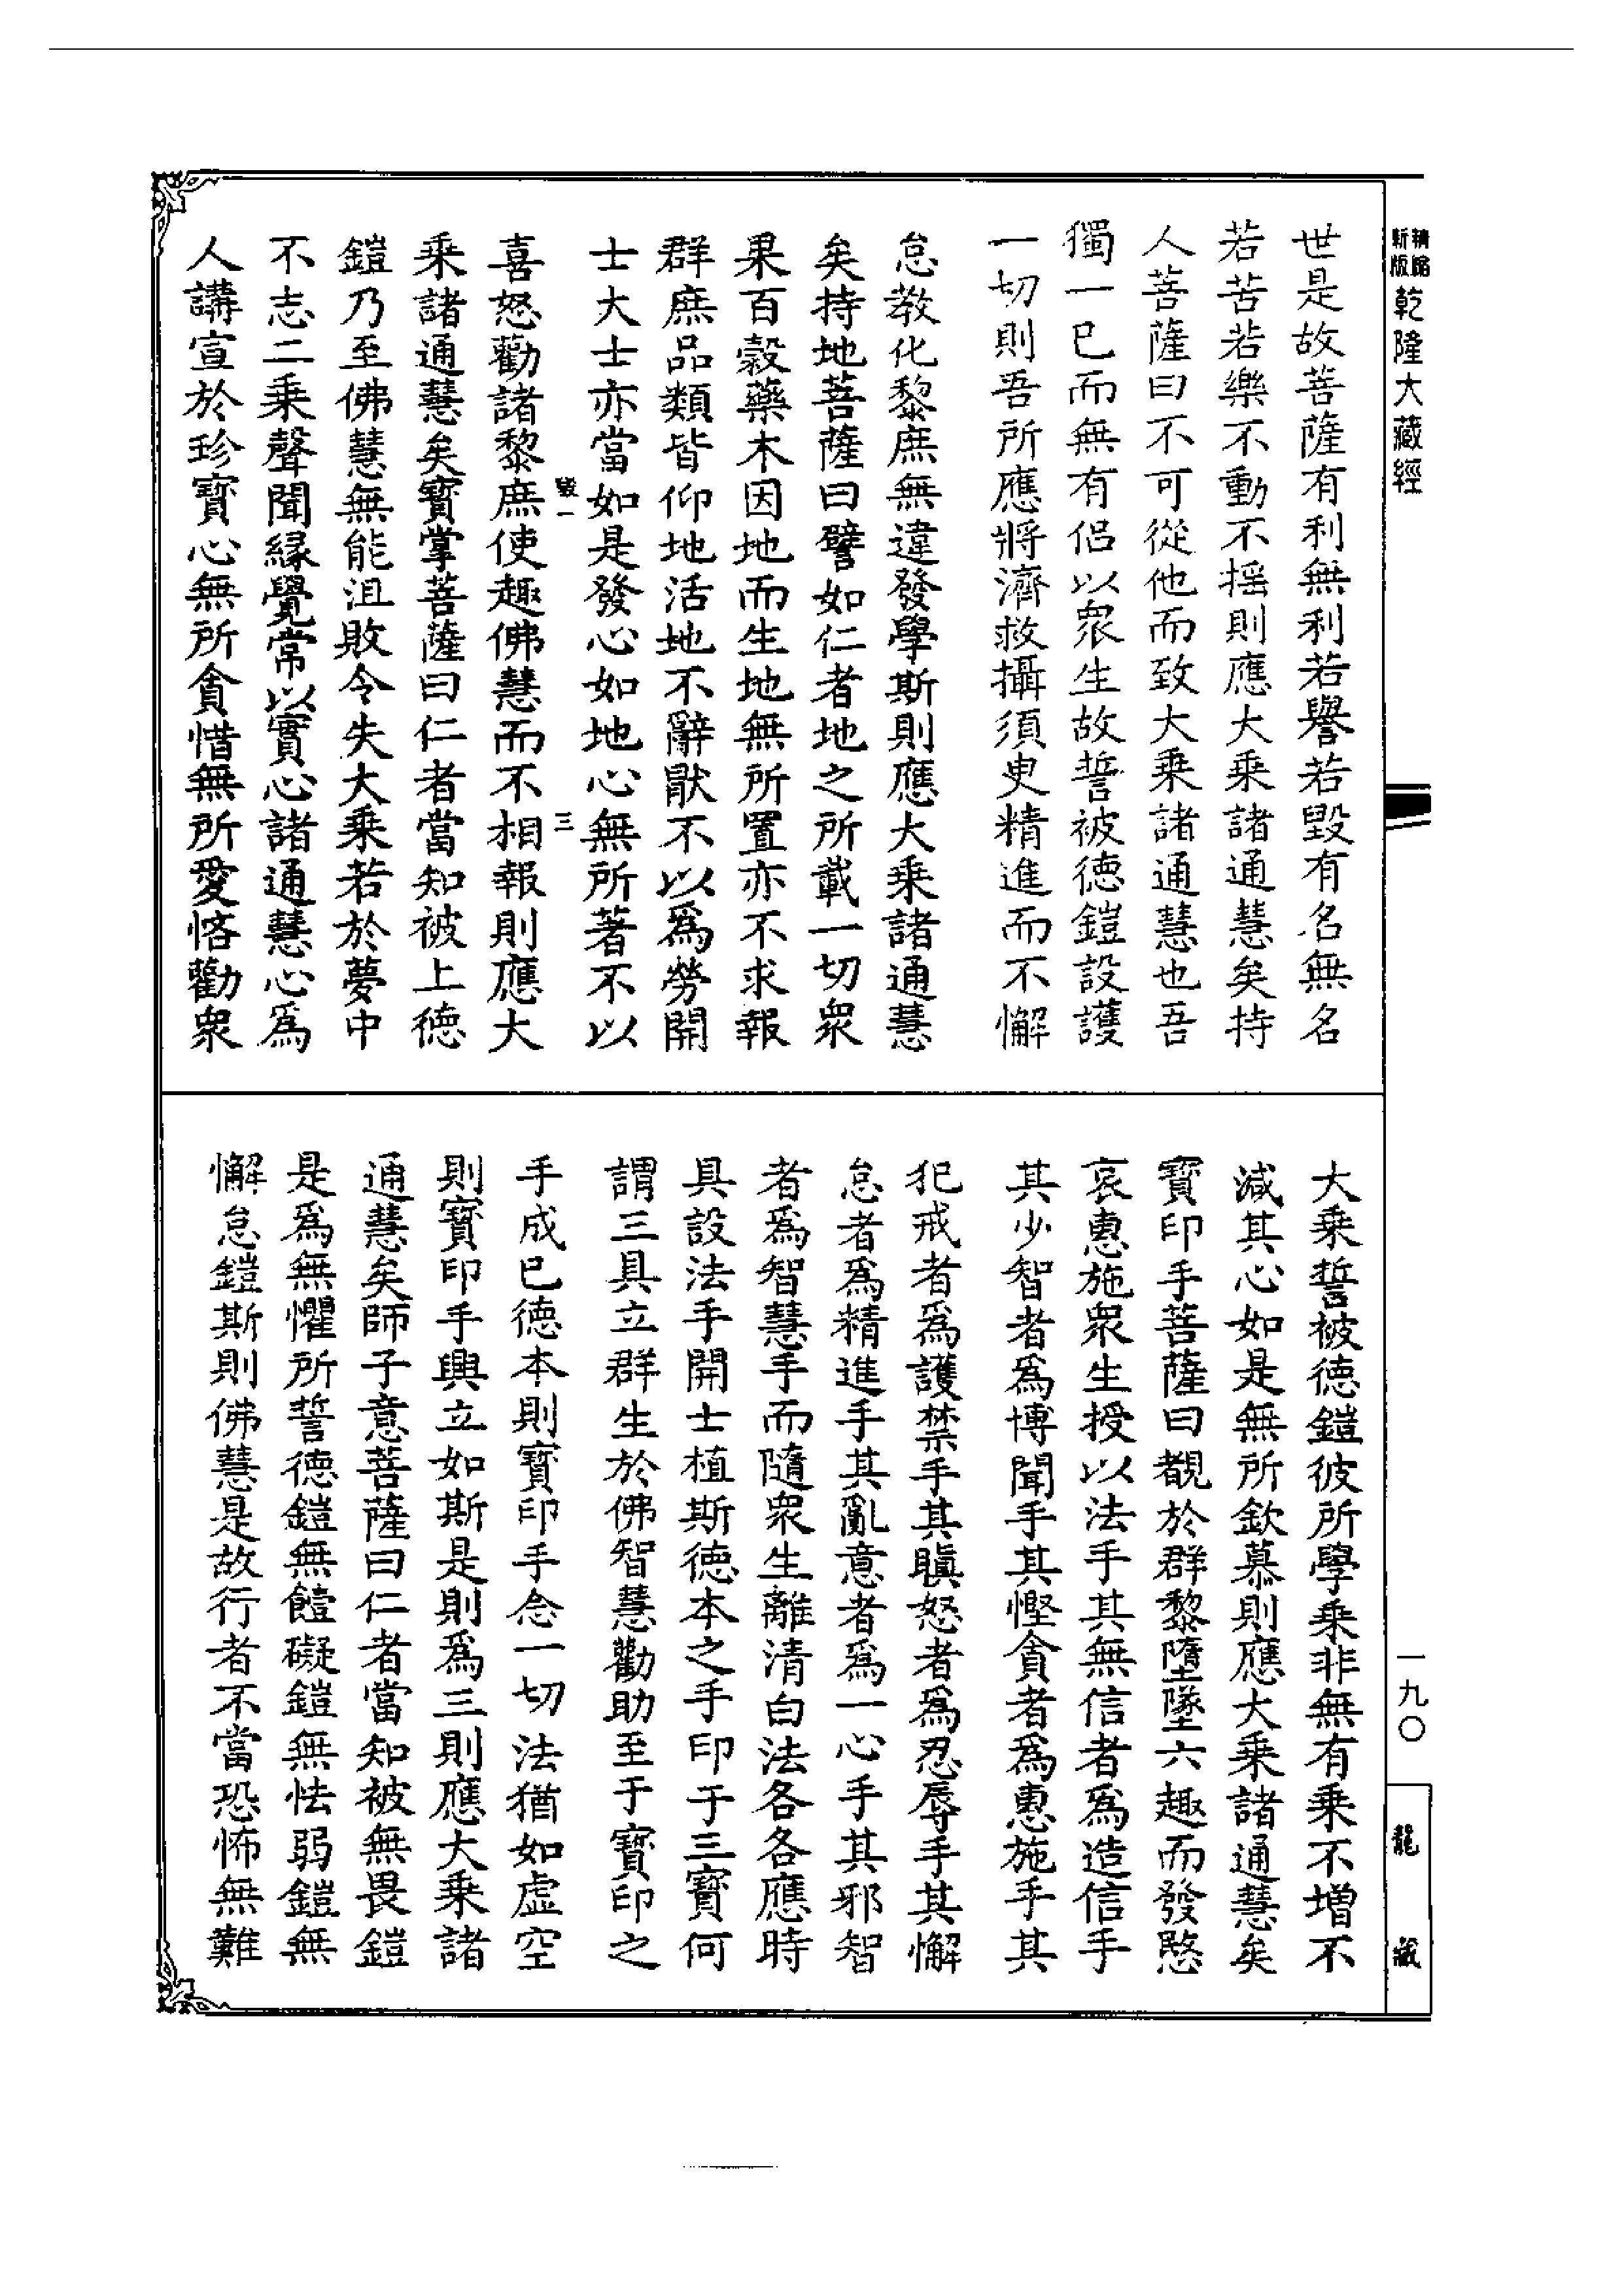 精縮新版乾隆大藏經
世是故菩薩有利無利若譽若毀有名無名
若苦若樂不動不搖則應大乘諸通慧矣持
人菩薩曰不可從他而致大乘諸通慧也吾
獨一已而無有侶以衆生故誓被德鎧設護
一切則吾所應將濟救攝須臾精進而不懈
怠教化黎庶無違發學斯則應大乘諸通慧
矣持地菩薩曰譬如仁者地之所載一切衆
果百穀藥木因地而生地無所置亦不求報
群庶品類皆仰地活地不辭厭不以爲勞開
士大士亦當如是發心如地心無所著不以
三
喜怒勸諸黎庶使趣佛慧而不相報則應大
乘諸通慧矣寶掌菩薩曰仁者當知被上德
鎧乃至佛慧無能沮敗令失大乘若於夢中
不志二乘聲聞緣覺常以實心諸通慧心爲
人講宣於珍寶心無所貪惜無所愛悋勸衆
大乘誓被德鎧彼所學乘非無有乘不增不
減其心如是無所欽慕則應大乘諸通慧矣
寶印手菩薩曰覩於群黎墮墜六趣而發愍
哀惠施衆生授以法手其無信者爲造信手
其少智者爲博聞手其慳貪者爲惠施手其
犯戒者爲護禁手其瞋怒者爲忍辱手其懈
怠者爲精進手其亂意者爲一心手其邪智
者爲智慧手而隨衆生離清白法各各應時
具設法手開士植斯德本之手印于三寶何
謂三具立群生於佛智慧勸助至于寶印之
手成已德本則寶印手念一切法猶如虛空
則寶印手興立如斯是則爲三則應大乘諸
通慧矣師子意菩薩曰仁者當知被無畏鎧
是爲無懼所誓德鎧無饐礙鎧無怯弱鎧無
懈怠鎧斯則佛慧是故行者不當恐怖無難
一九〇
龍藏